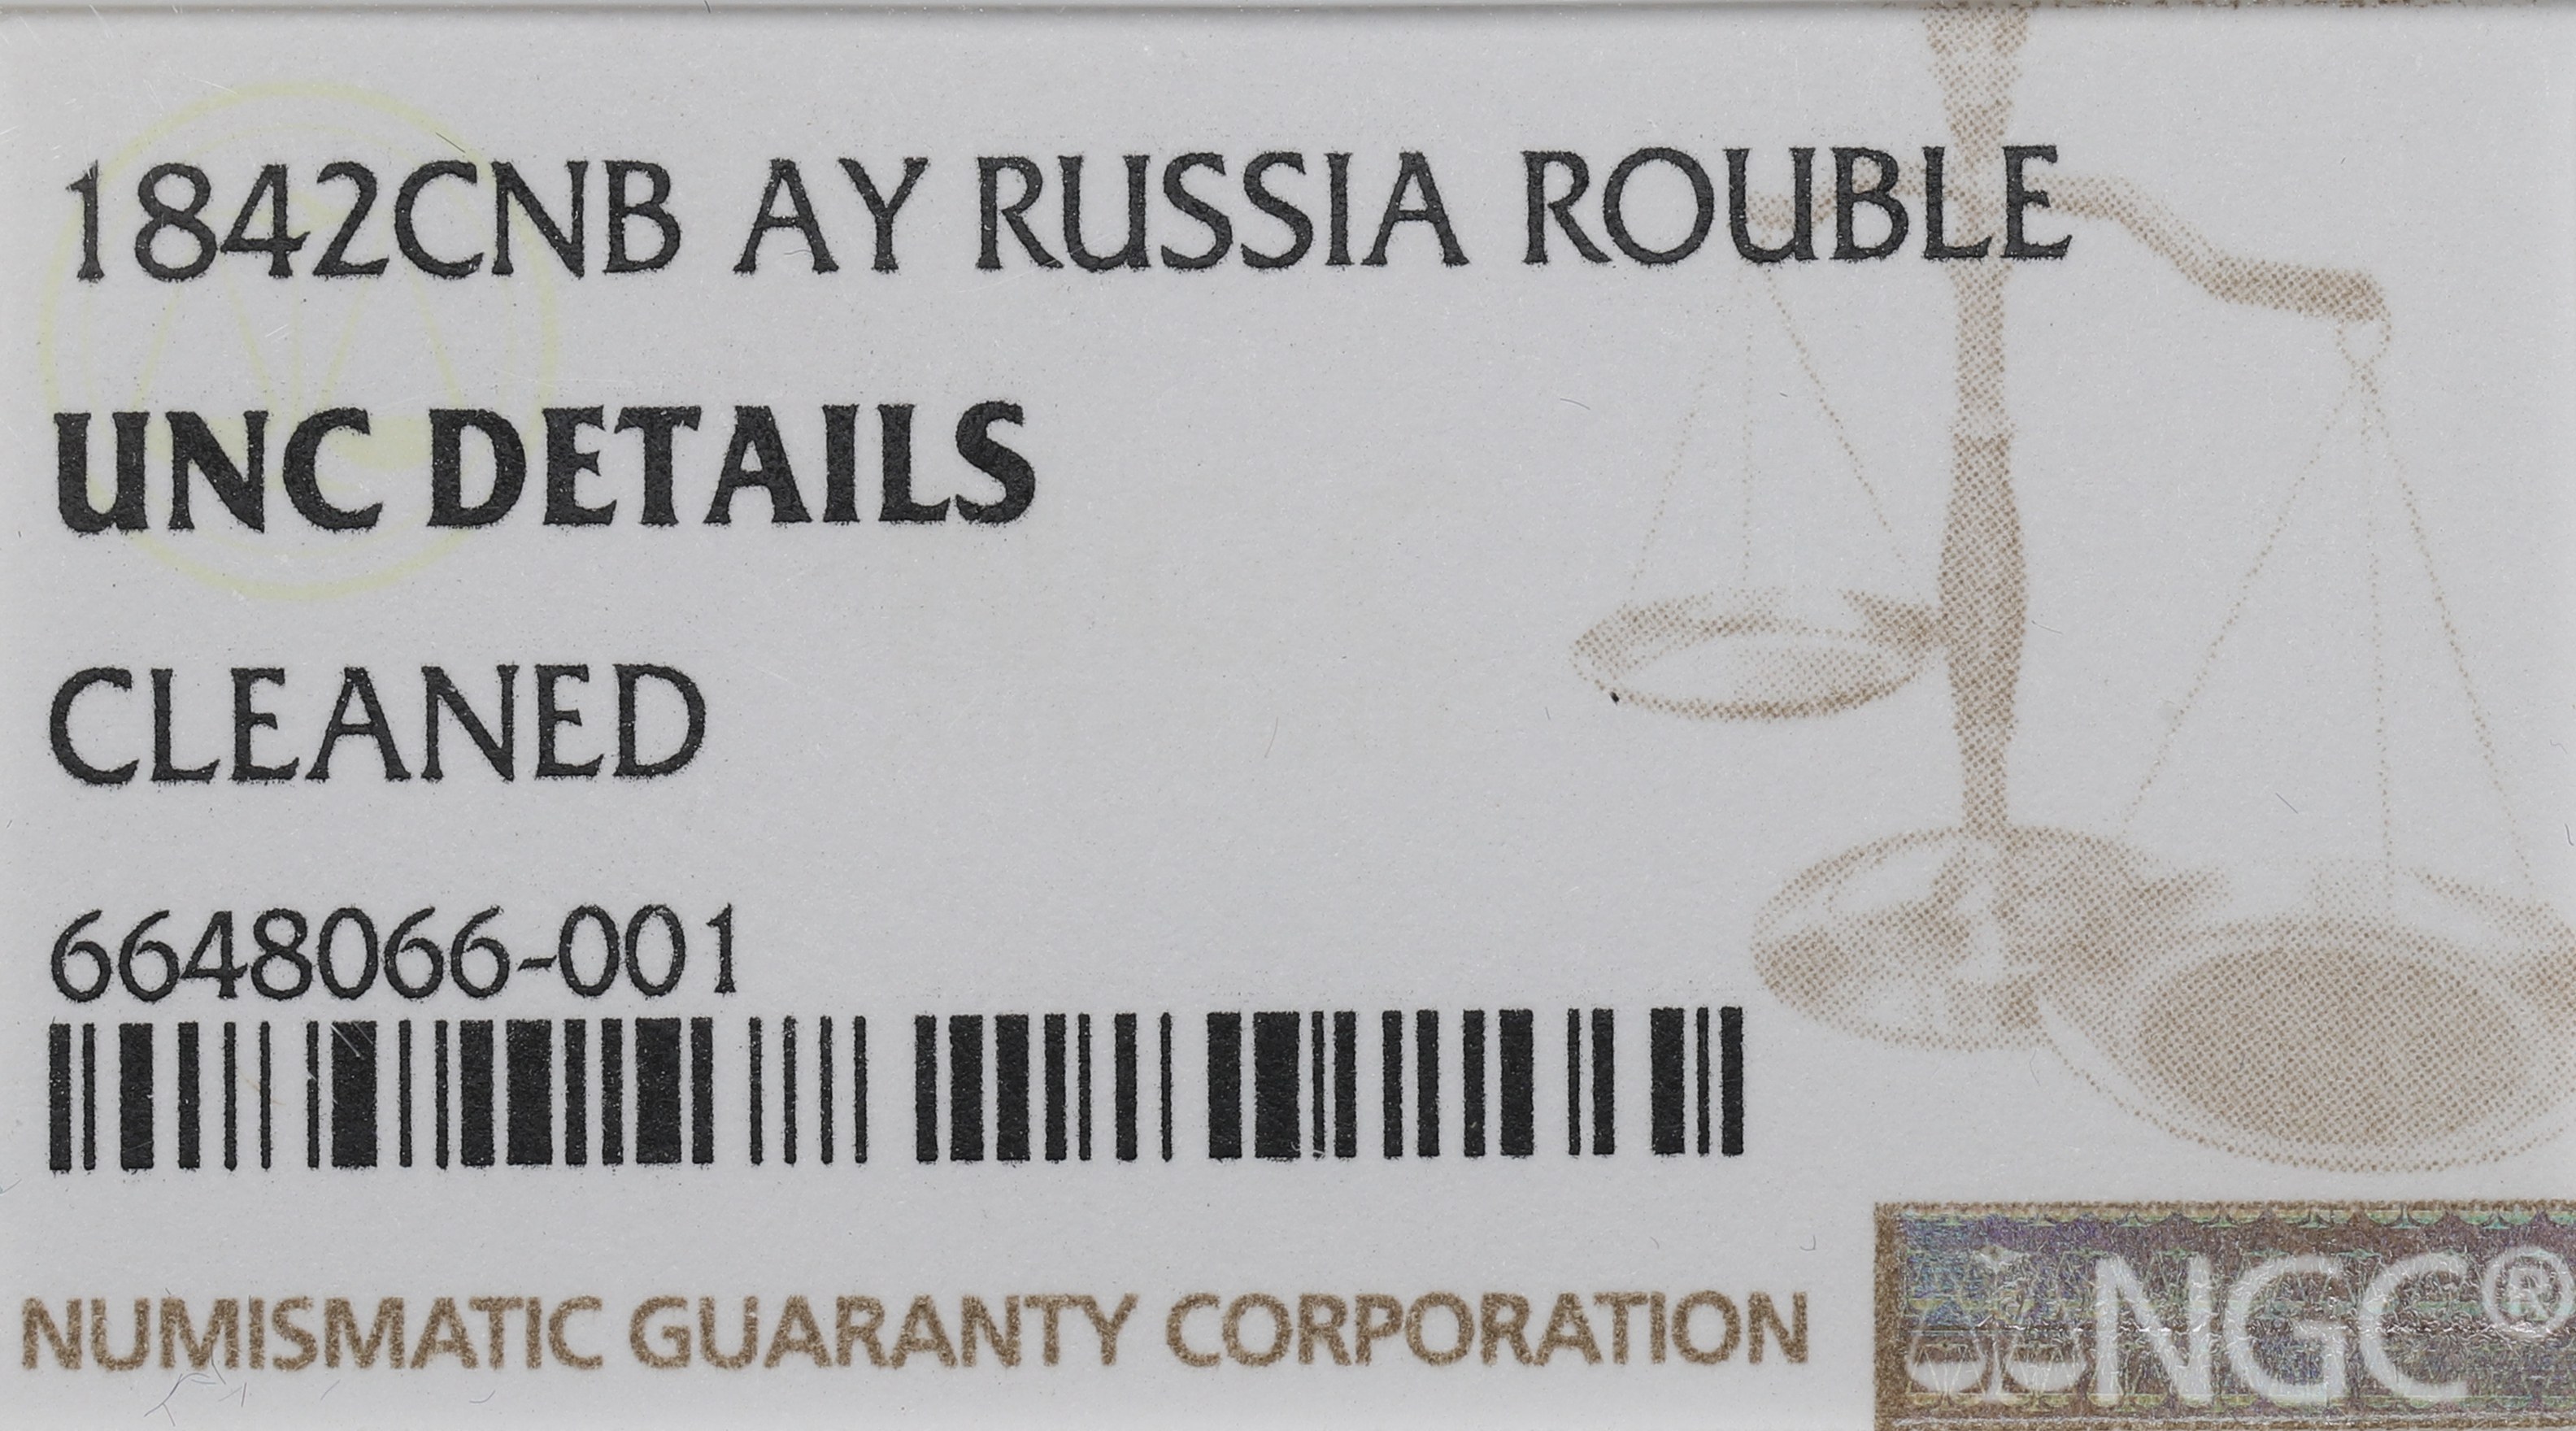 1842CNB AY RUSSIA ROUBLE
UNC DETAILS
CLEANED
6648066-001
NUMISMATIC GUARANTY CORPORATION
NGC®